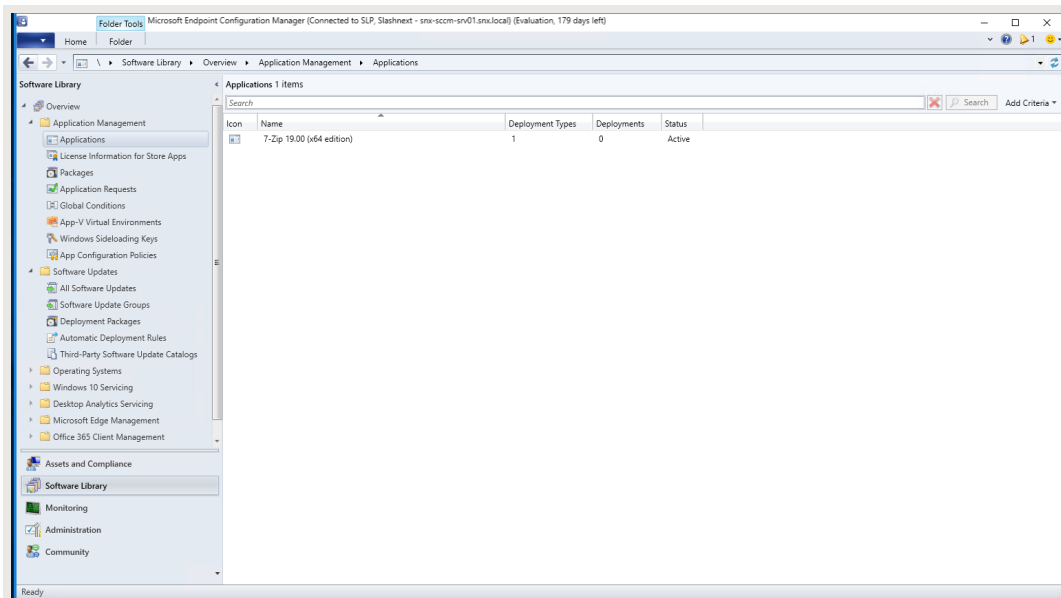 Folder Tools
Microsoft Endpoint Configuration Manager (Connected to SLP, Slashnext - snx-sccm-srv01.snx.local) (Evaluation, 179 days left)
Home Folder
1
\ Software Library Overview Application Management Applications
Software Library
Overview
Application Management
Applications
License Information for Store Apps
Packages
Application Requests
Global Conditions
App-V Virtual Environments
Windows Sideloading Keys
App Configuration Policies
Software Updates
All Software Updates
Software Update Groups
Deployment Packages
Automatic Deployment Rules
Third-Party Software Update Catalogs
Operating Systems
Windows 10 Servicing
Desktop Analytics Servicing
Microsoft Edge Management
Office 365 Client Management
Assets and Compliance
Software Library
Monitoring
Administration
Community
Applications 1 items
Search Search Add Criteria
Icon Name Deployment Types Deployments Status
7-Zip 19.00 (x64 edition) 1 0 Active
Ready